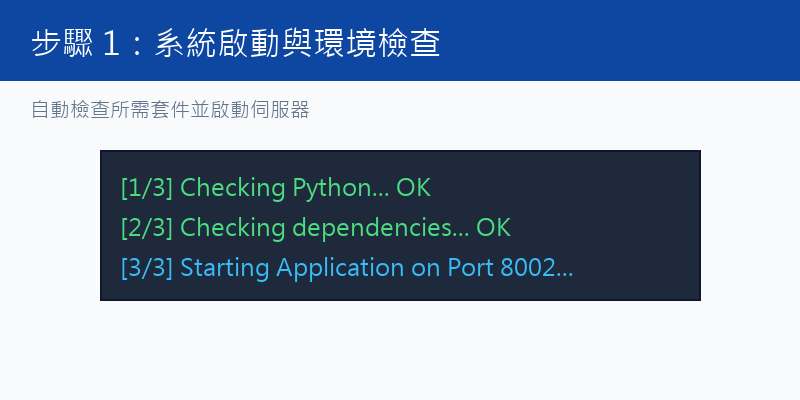 步驟 1：系統啟動與環境檢查
自動檢查所需套件並啟動伺服器
[1/3] Checking Python... OK
[2/3] Checking dependencies... OK
[3/3] Starting Application on Port 8002...